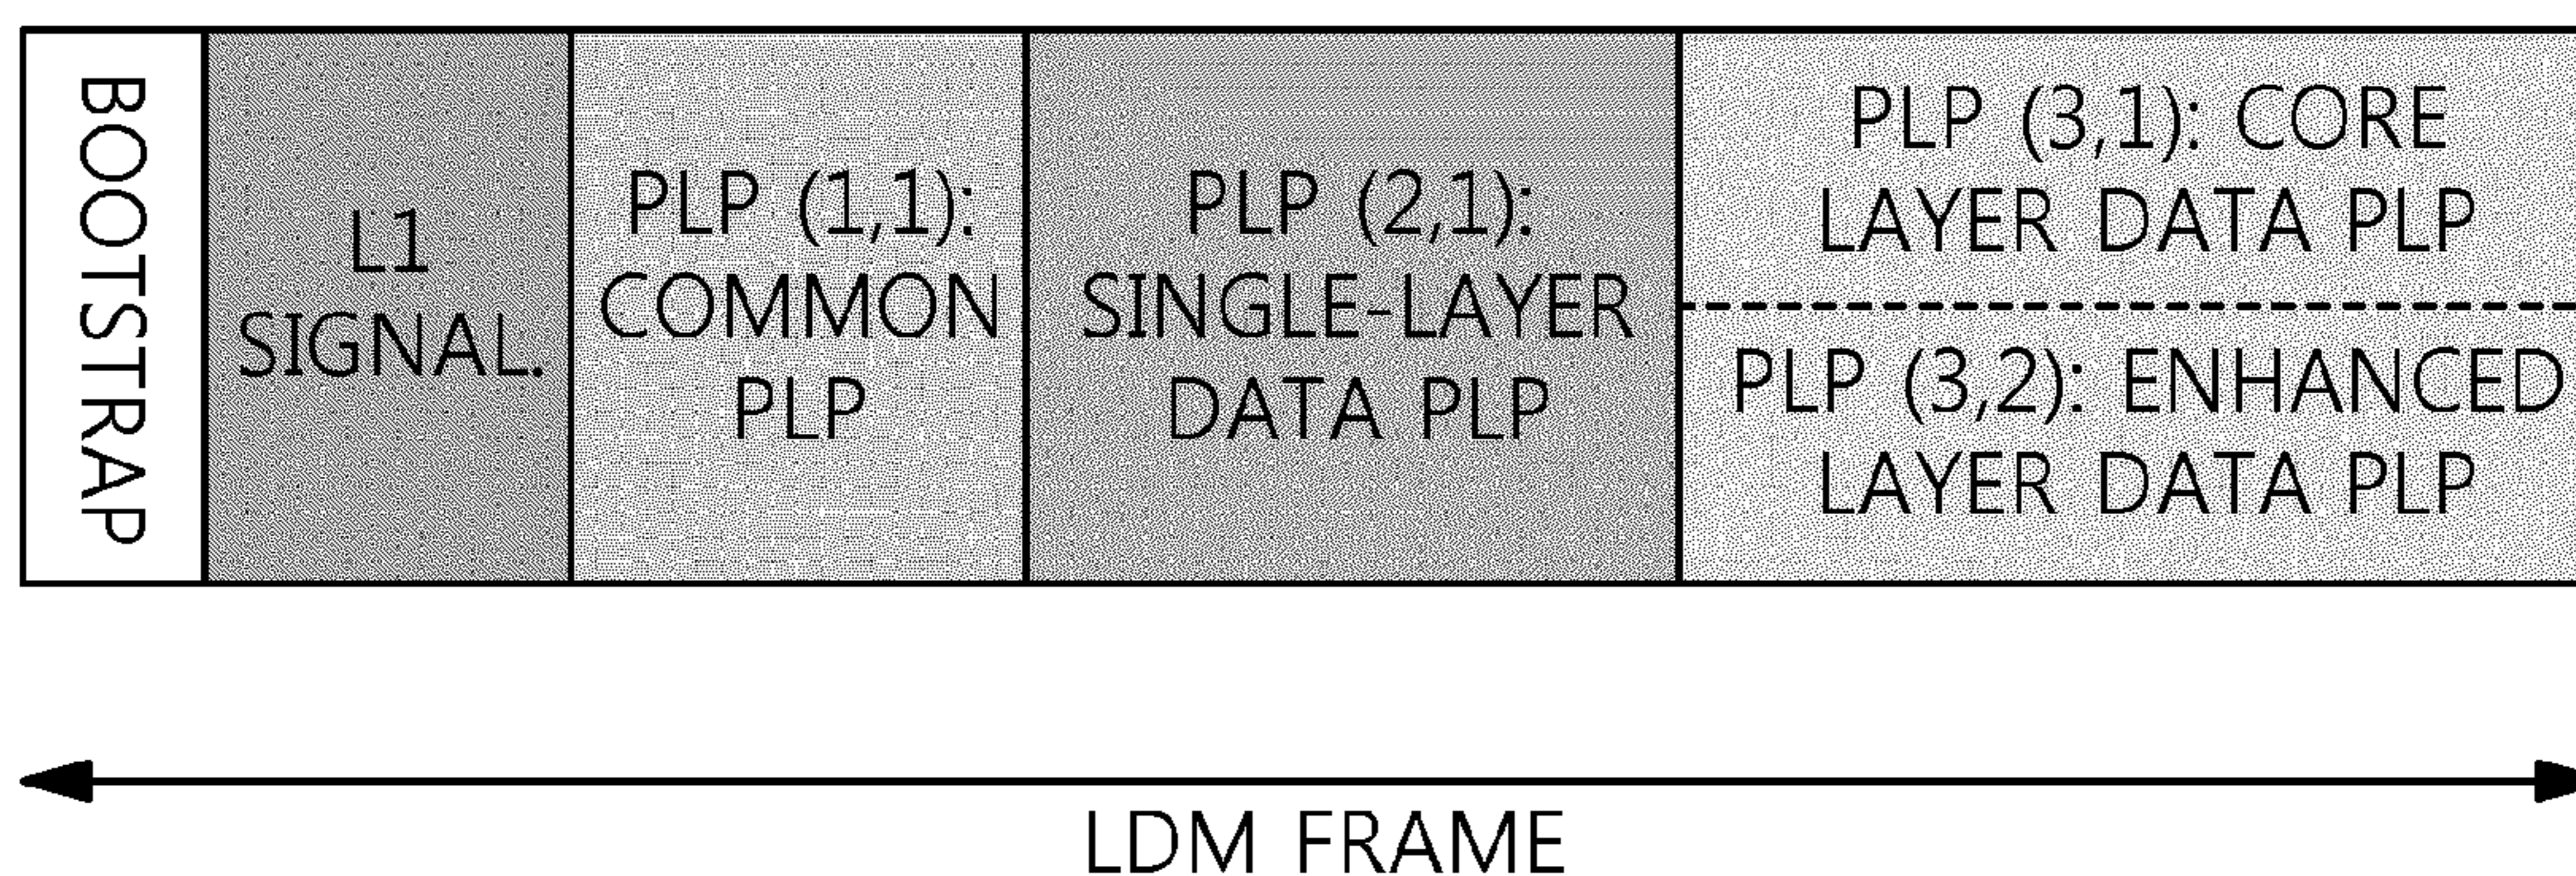 BOOTSTRAP
L1
SIGNAL.
PLP (1,1):
COMMON
PLP
PLP (2,1):
SINGLE-LAYER
DATA PLP
PLP (3,1): CORE
LAYER DATA PLP
PLP (3,2): ENHANCED
LAYER DATA PLP
LDM FRAME